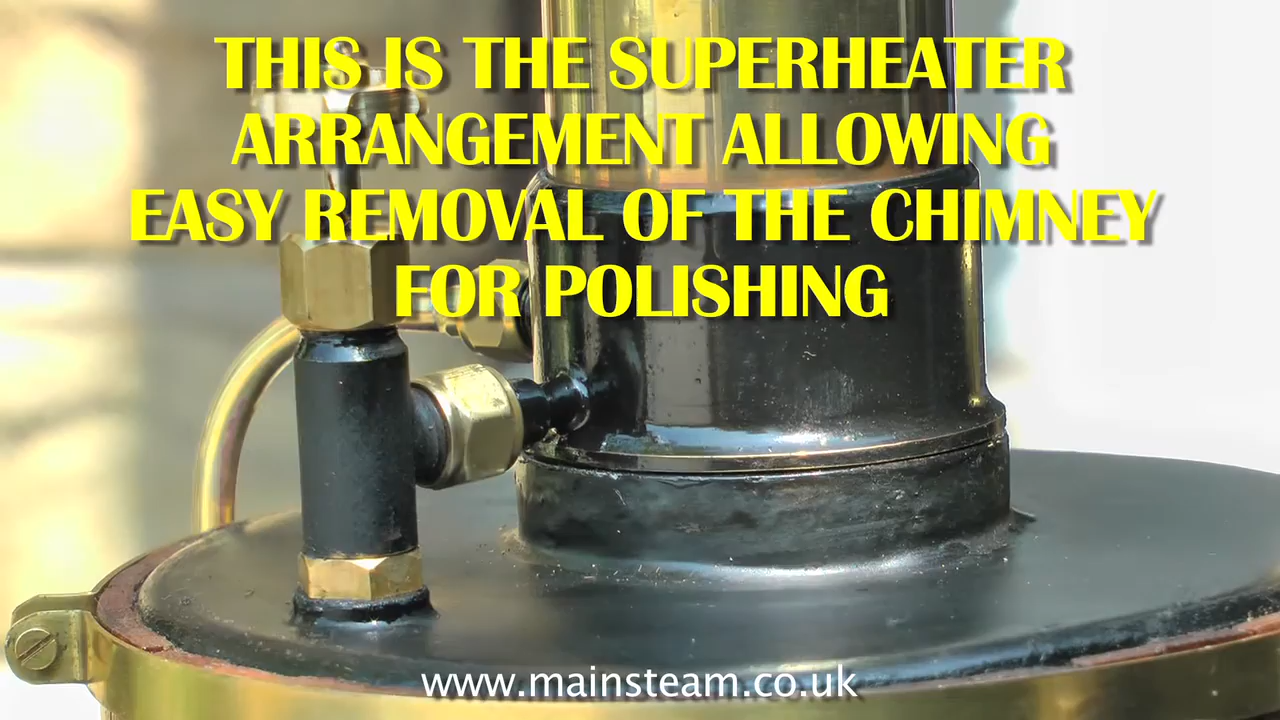 THIS IS THE SUPERHEATER
ARRANGEMENT ALLOWING
EASY REMOVAL OF THE CHIMNEY
FOR POLISHING
www.mainsteam.co.uk